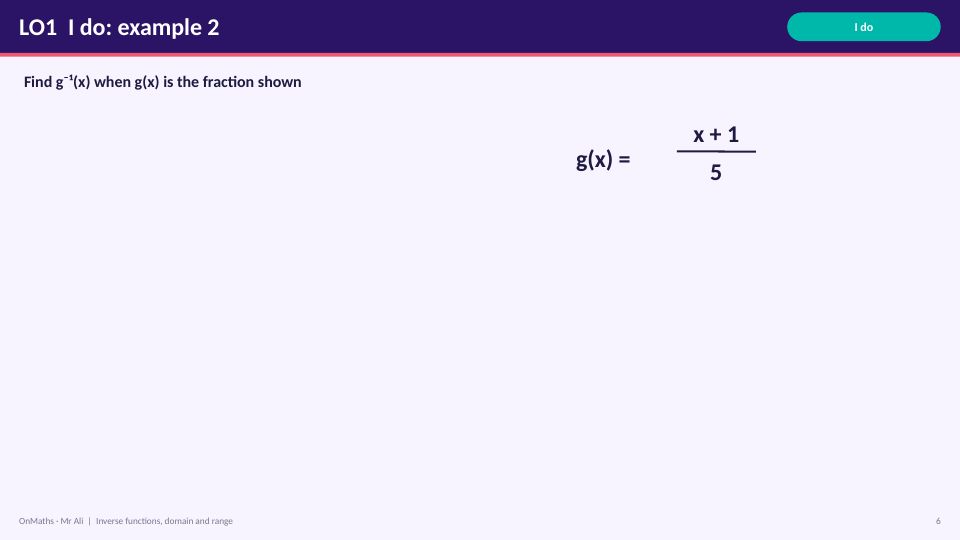 LO1 I do: example 2
I do
Find g⁻¹(x) when g(x) is the fraction shown
x + 1
g(x) =
5
OnMaths - Mr Ali | Inverse functions, domain and range
6